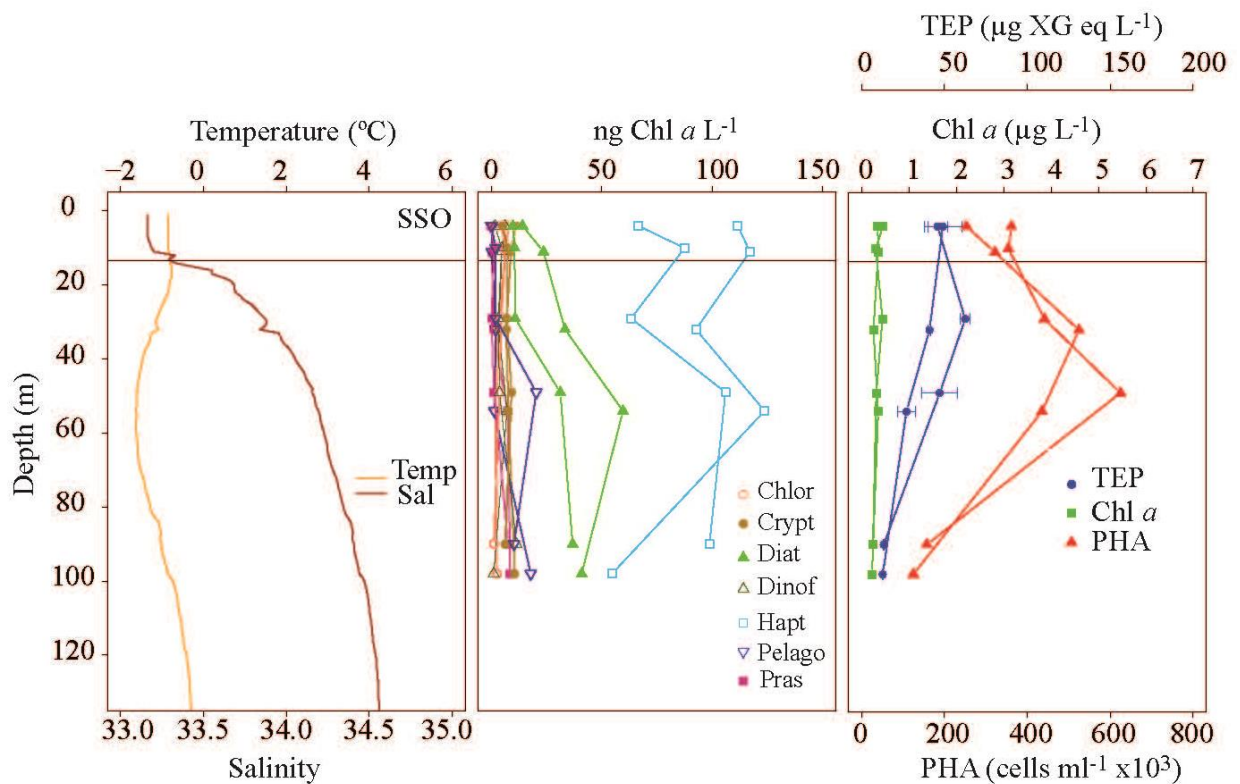 TEP (µg XG eq L-1)
0 50 100 150 200
Temperature (ºC)
ng Chl a L-1
Chl a (µg L-1)
−2 0 2 4 6
0 50 100 150
0 1 2 3 4 5 6 7
0
20
40
60
80
100
120
Depth (m)
SSO
Temp
Sal
Chlor
Crypt
Diat
Dinof
Hapt
Pelago
Pras
TEP
Chl a
PHA
33.0 33.5 34.0 34.5 35.0
0 200 400 600 800
Salinity
PHA (cells ml-1 x103)